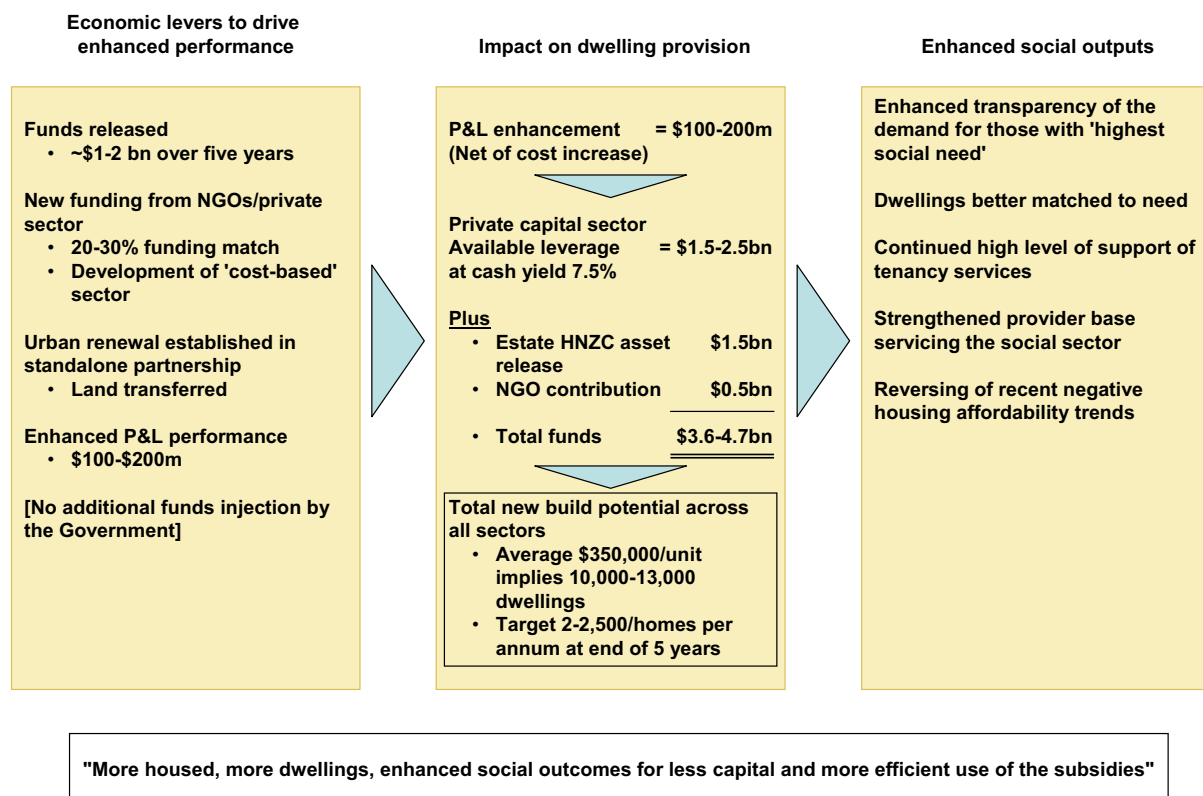 Economic levers to drive
enhanced performance
Impact on dwelling provision
Enhanced social outputs
Funds released
• ~$1-2 bn over five years
New funding from NGOs/private
sector
• 20-30% funding match
• Development of 'cost-based'
sector
Urban renewal established in
standalone partnership
• Land transferred
Enhanced P&L performance
• $100-$200m
[No additional funds injection by
the Government]
P&L enhancement = $100-200m
(Net of cost increase)
Private capital sector
Available leverage = $1.5-2.5bn
at cash yield 7.5%
Plus
• Estate HNZC asset $1.5bn
release
• NGO contribution $0.5bn
• Total funds $3.6-4.7bn
Total new build potential across
all sectors
• Average $350,000/unit
implies 10,000-13,000
dwellings
• Target 2-2,500/homes per
annum at end of 5 years
Enhanced transparency of the
demand for those with 'highest
social need'
Dwellings better matched to need
Continued high level of support of
tenancy services
Strengthened provider base
servicing the social sector
Reversing of recent negative
housing affordability trends
"More housed, more dwellings, enhanced social outcomes for less capital and more efficient use of the subsidies"